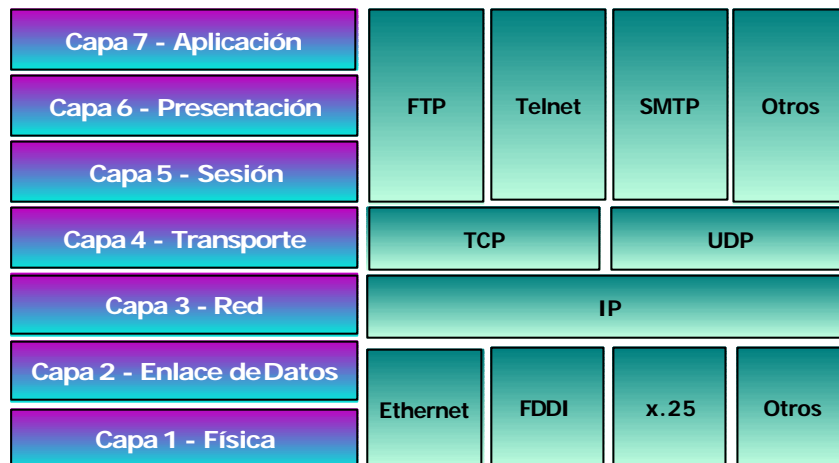 Capa 7 - Aplicación
Capa 6 - Presentación
Capa 5 - Sesión
FTP Telnet SMTP Otros
Capa 4 - Transporte TCP UDP
Capa 3 - Red IP
Capa 2 - Enlace de Datos
Capa 1 - Física
Ethernet FDDI x.25 Otros